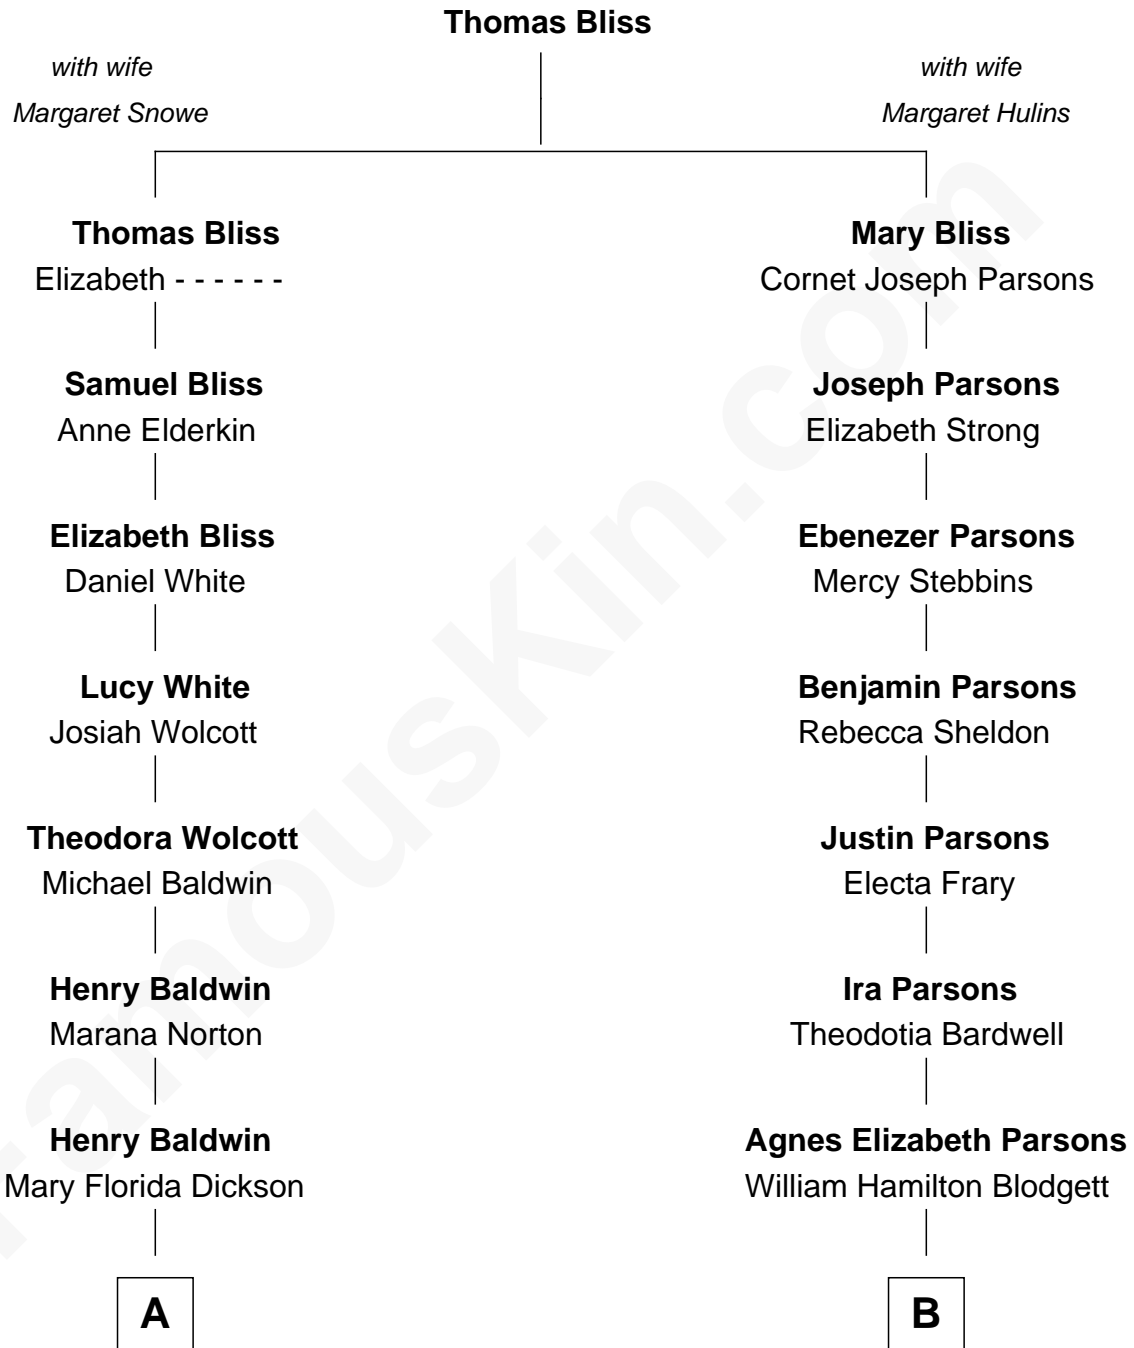 Thomas Bliss
with wife
Margaret Snowe
with wife
Margaret Hulins
Thomas Bliss
Elizabeth - - - - - -
Mary Bliss
Cornet Joseph Parsons
Samuel Bliss
Anne Elderkin
Joseph Parsons
Elizabeth Strong
Elizabeth Bliss
Daniel White
Ebenezer Parsons
Mercy Stebbins
Lucy White
Josiah Wolcott
Benjamin Parsons
Rebecca Sheldon
Theodora Wolcott
Michael Baldwin
Justin Parsons
Electa Frary
Henry Baldwin
Marana Norton
Ira Parsons
Theodotia Bardwell
Henry Baldwin
Mary Florida Dickson
Agnes Elizabeth Parsons
William Hamilton Blodgett
A
B
famouskin.com